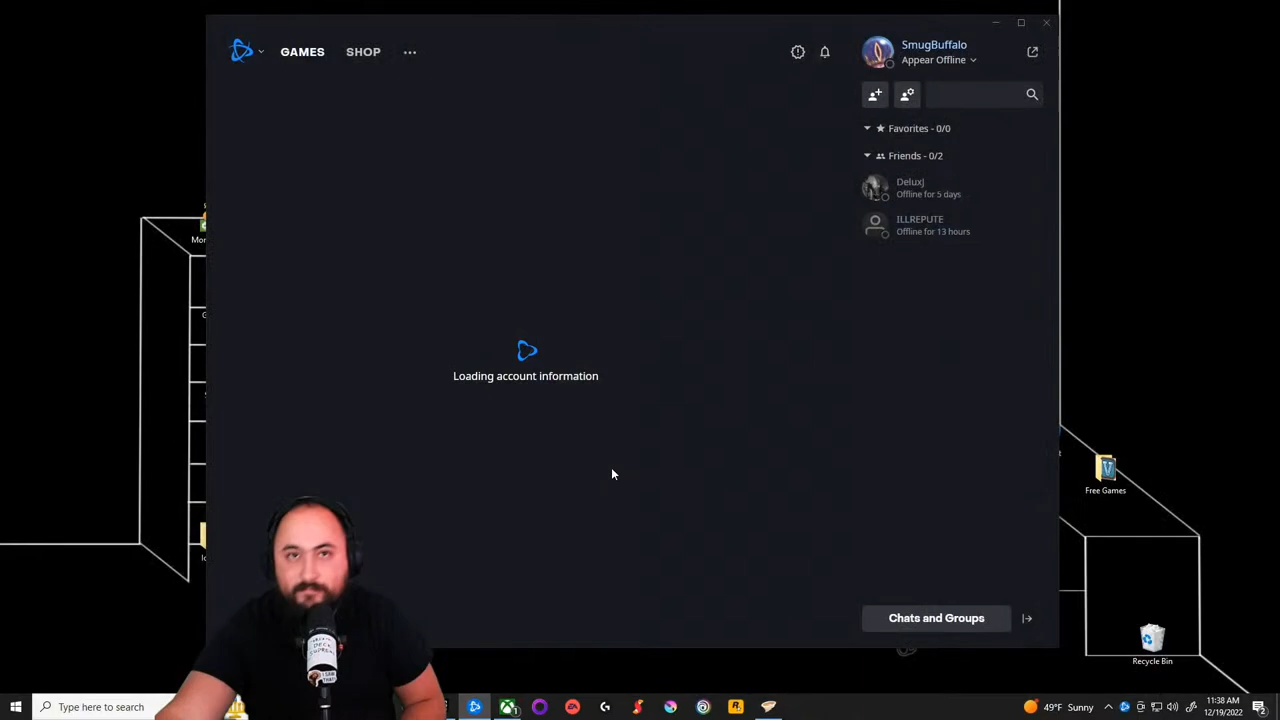 GAMES
SHOP
SmugBuffalo
Appear Offline
Favorites - 0/0
Friends - 0/2
DeluxJ
Offline for 5 days
ILLREPUTE
Offline for 13 hours
Mor
Loading account information
Free Games
Chats and Groups
Recycle Bin
Type here to search
49°F Sunny
11:38 AM
12/19/2022